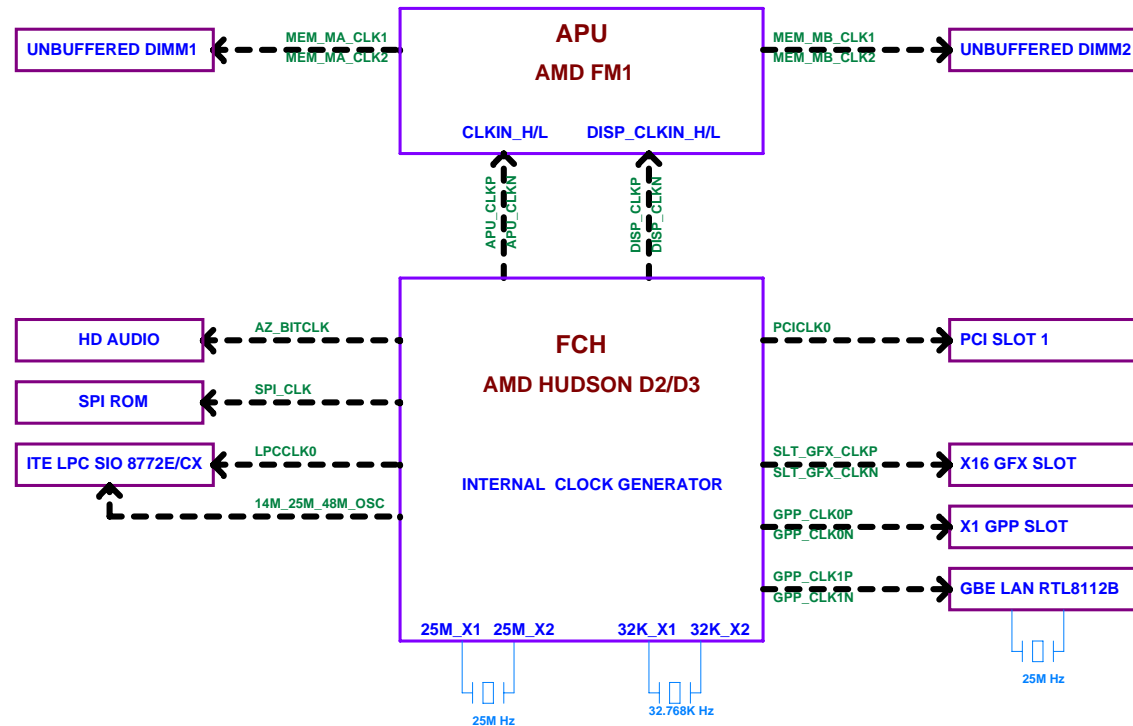 APU
AMD FM1
UNBUFFERED DIMM1
MEM_MA_CLK1
MEM_MA_CLK2
MEM_MB_CLK1
MEM_MB_CLK2
UNBUFFERED DIMM2
CLKIN_H/L
DISP_CLKIN_H/L
APU_CLKP
APU_CLKN
DISP_CLKP
DISP_CLKN
FCH
AMD HUDSON D2/D3
INTERNAL CLOCK GENERATOR
HD AUDIO
AZ_BITCLK
SPI ROM
SPI_CLK
ITE LPC SIO 8772E/CX
LPCCLK0
14M_25M_48M_OSC
PCICLK0
PCI SLOT 1
SLT_GFX_CLKP
SLT_GFX_CLKN
X16 GFX SLOT
GPP_CLK0P
GPP_CLK0N
X1 GPP SLOT
GPP_CLK1P
GPP_CLK1N
GBE LAN RTL8112B
25M_X1
25M_X2
32K_X1
32K_X2
25M Hz
32.768K Hz
25M Hz